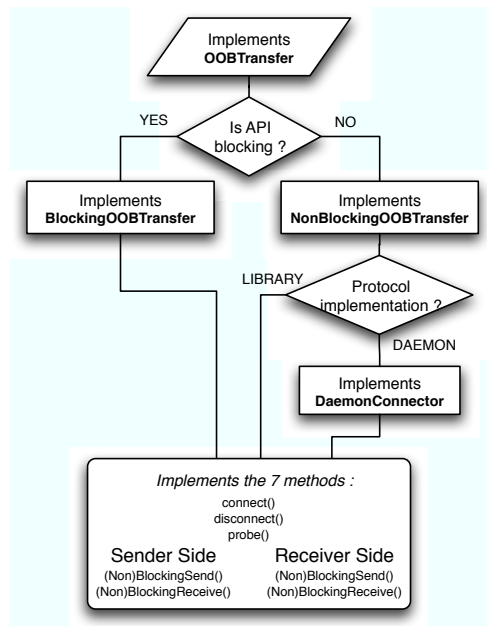 Implements
OOBTransfer
Is API
blocking ?
YES
NO
Implements
BlockingOOBTransfer
Implements
NonBlockingOOBTransfer
LIBRARY
Protocol
implementation ?
DAEMON
Implements
DaemonConnector
Implements the 7 methods :
connect()
disconnect()
probe()
Sender Side
(Non)BlockingSend()
(Non)BlockingReceive()
Receiver Side
(Non)BlockingSend()
(Non)BlockingReceive()